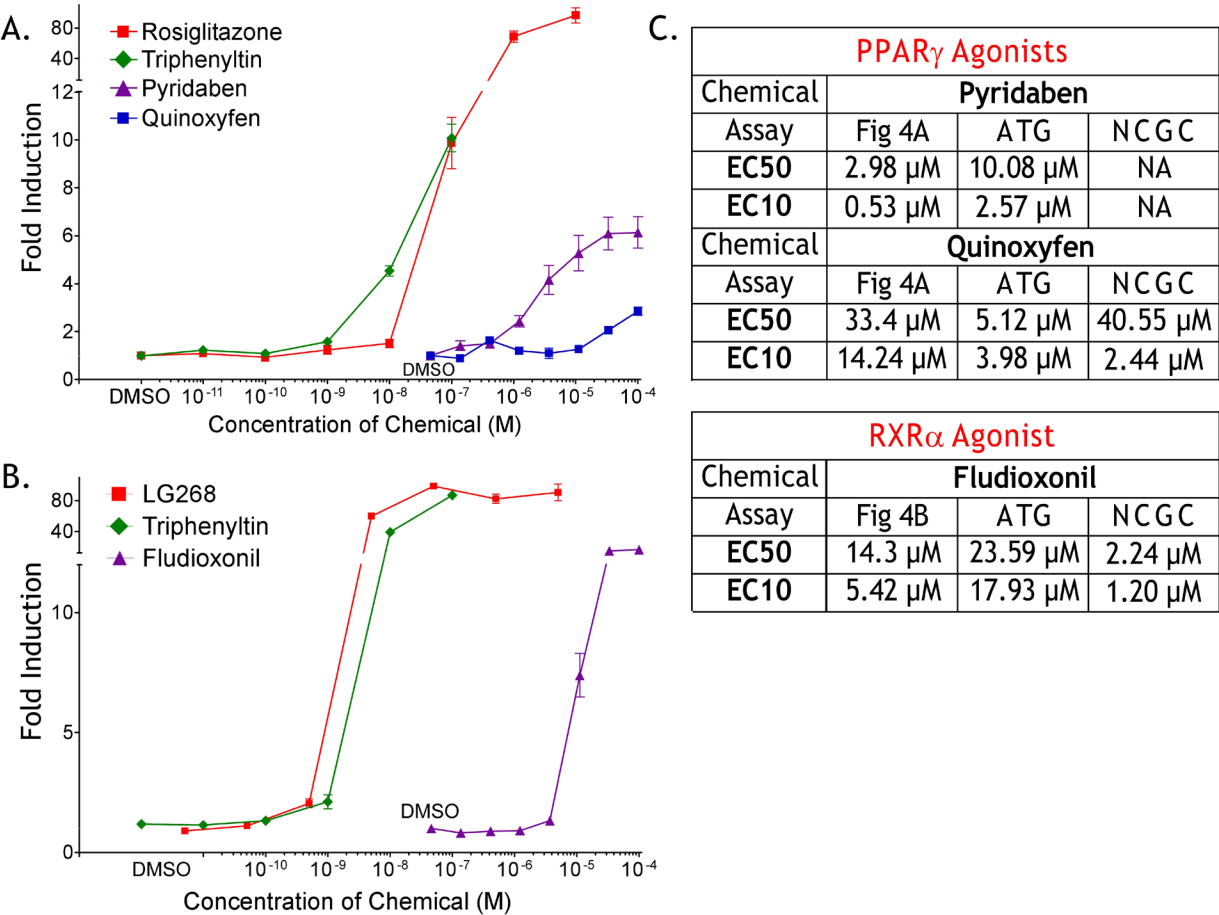 A.
Rosiglitazone
Triphenyltin
Pyridaben
Quinoxyfen
Fold Induction
80
40
12
10
8
6
4
2
0
DMSO
DMSO 10-11 10-10 10-9 10-8 10-7 10-6 10-5 10-4
Concentration of Chemical (M)
B.
LG268
Triphenyltin
Fludioxonil
Fold Induction
80
40
10
5
0
DMSO
DMSO 10-10 10-9 10-8 10-7 10-6 10-5 10-4
Concentration of Chemical (M)
C.
PPARγ Agonists
Chemical Pyridaben
Assay Fig 4A ATG NCGC
EC50 2.98 µM 10.08 µM NA
EC10 0.53 µM 2.57 µM NA
Chemical Quinoxyfen
Assay Fig 4A ATG NCGC
EC50 33.4 µM 5.12 µM 40.55 µM
EC10 14.24 µM 3.98 µM 2.44 µM
RXRα Agonist
Chemical Fludioxonil
Assay Fig 4B ATG NCGC
EC50 14.3 µM 23.59 µM 2.24 µM
EC10 5.42 µM 17.93 µM 1.20 µM